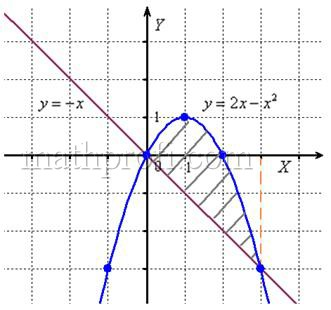 Y
y = -x
y = 2x - x²
1
mathprofi.com
X
0 1